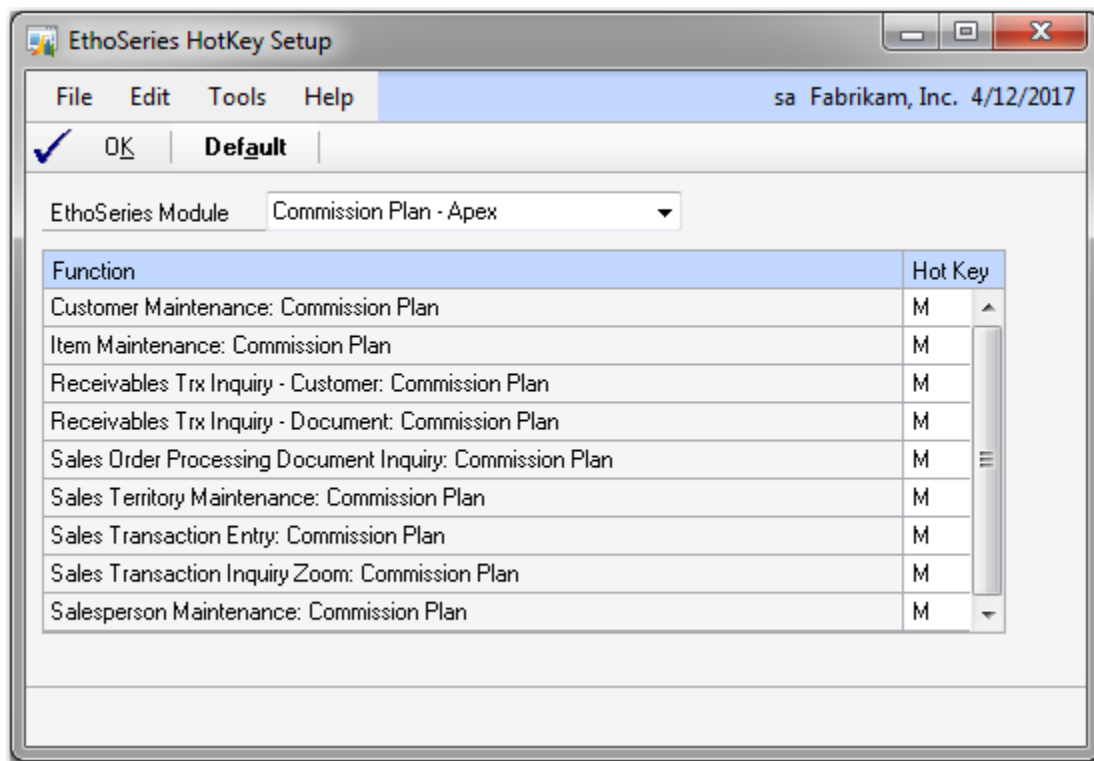 EthoSeries HotKey Setup
File Edit Tools Help sa Fabrikam, Inc. 4/12/2017
OK Default
EthoSeries Module Commission Plan - Apex
Function Hot Key
Customer Maintenance: Commission Plan M
Item Maintenance: Commission Plan M
Receivables Trx Inquiry - Customer: Commission Plan M
Receivables Trx Inquiry - Document: Commission Plan M
Sales Order Processing Document Inquiry: Commission Plan M
Sales Territory Maintenance: Commission Plan M
Sales Transaction Entry: Commission Plan M
Sales Transaction Inquiry Zoom: Commission Plan M
Salesperson Maintenance: Commission Plan M